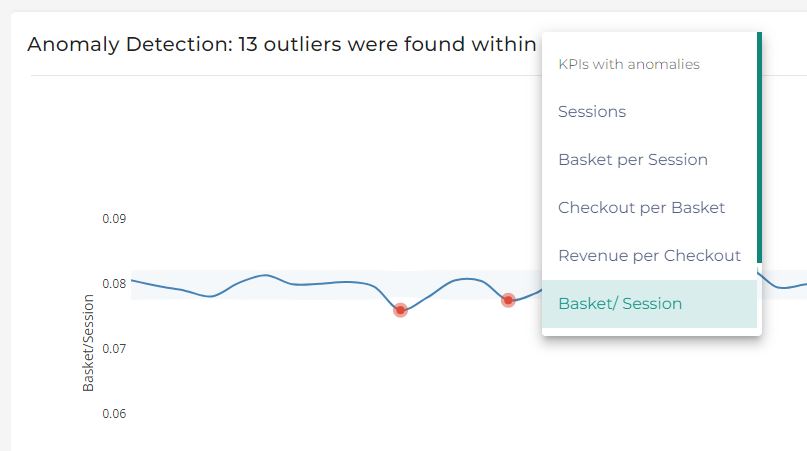 Anomaly Detection: 13 outliers were found within
KPIs with anomalies
Sessions
Basket per Session
Checkout per Basket
Revenue per Checkout
Basket/ Session
0.09
0.08
0.07
0.06
Basket/Session